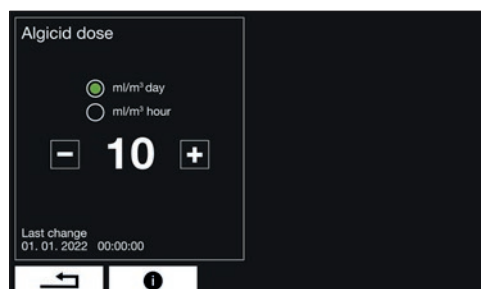 Algicid dose
ml/m³ day
ml/m³ hour
10
Last change
01. 01. 2022 00:00:00